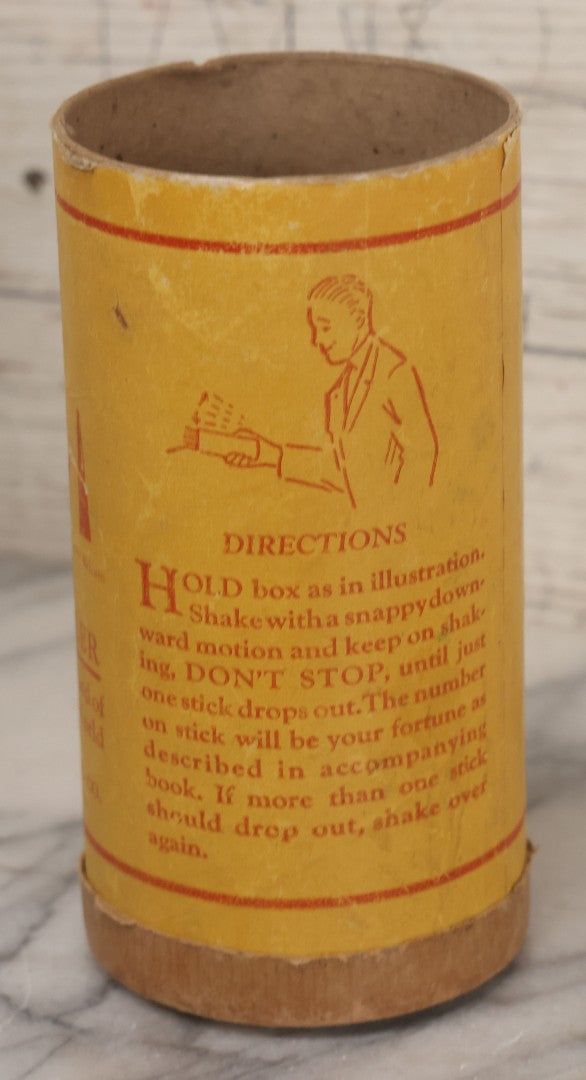 DIRECTIONS
HOLD box as in illustration.
Shake with a snappy down-
ward motion and keep on shak-
ing, DON'T STOP, until just
one stick drops out. The number
on stick will be your fortune as
described in accompanying
book. If more than one stick
should drop out, shake over
again.
ER
of